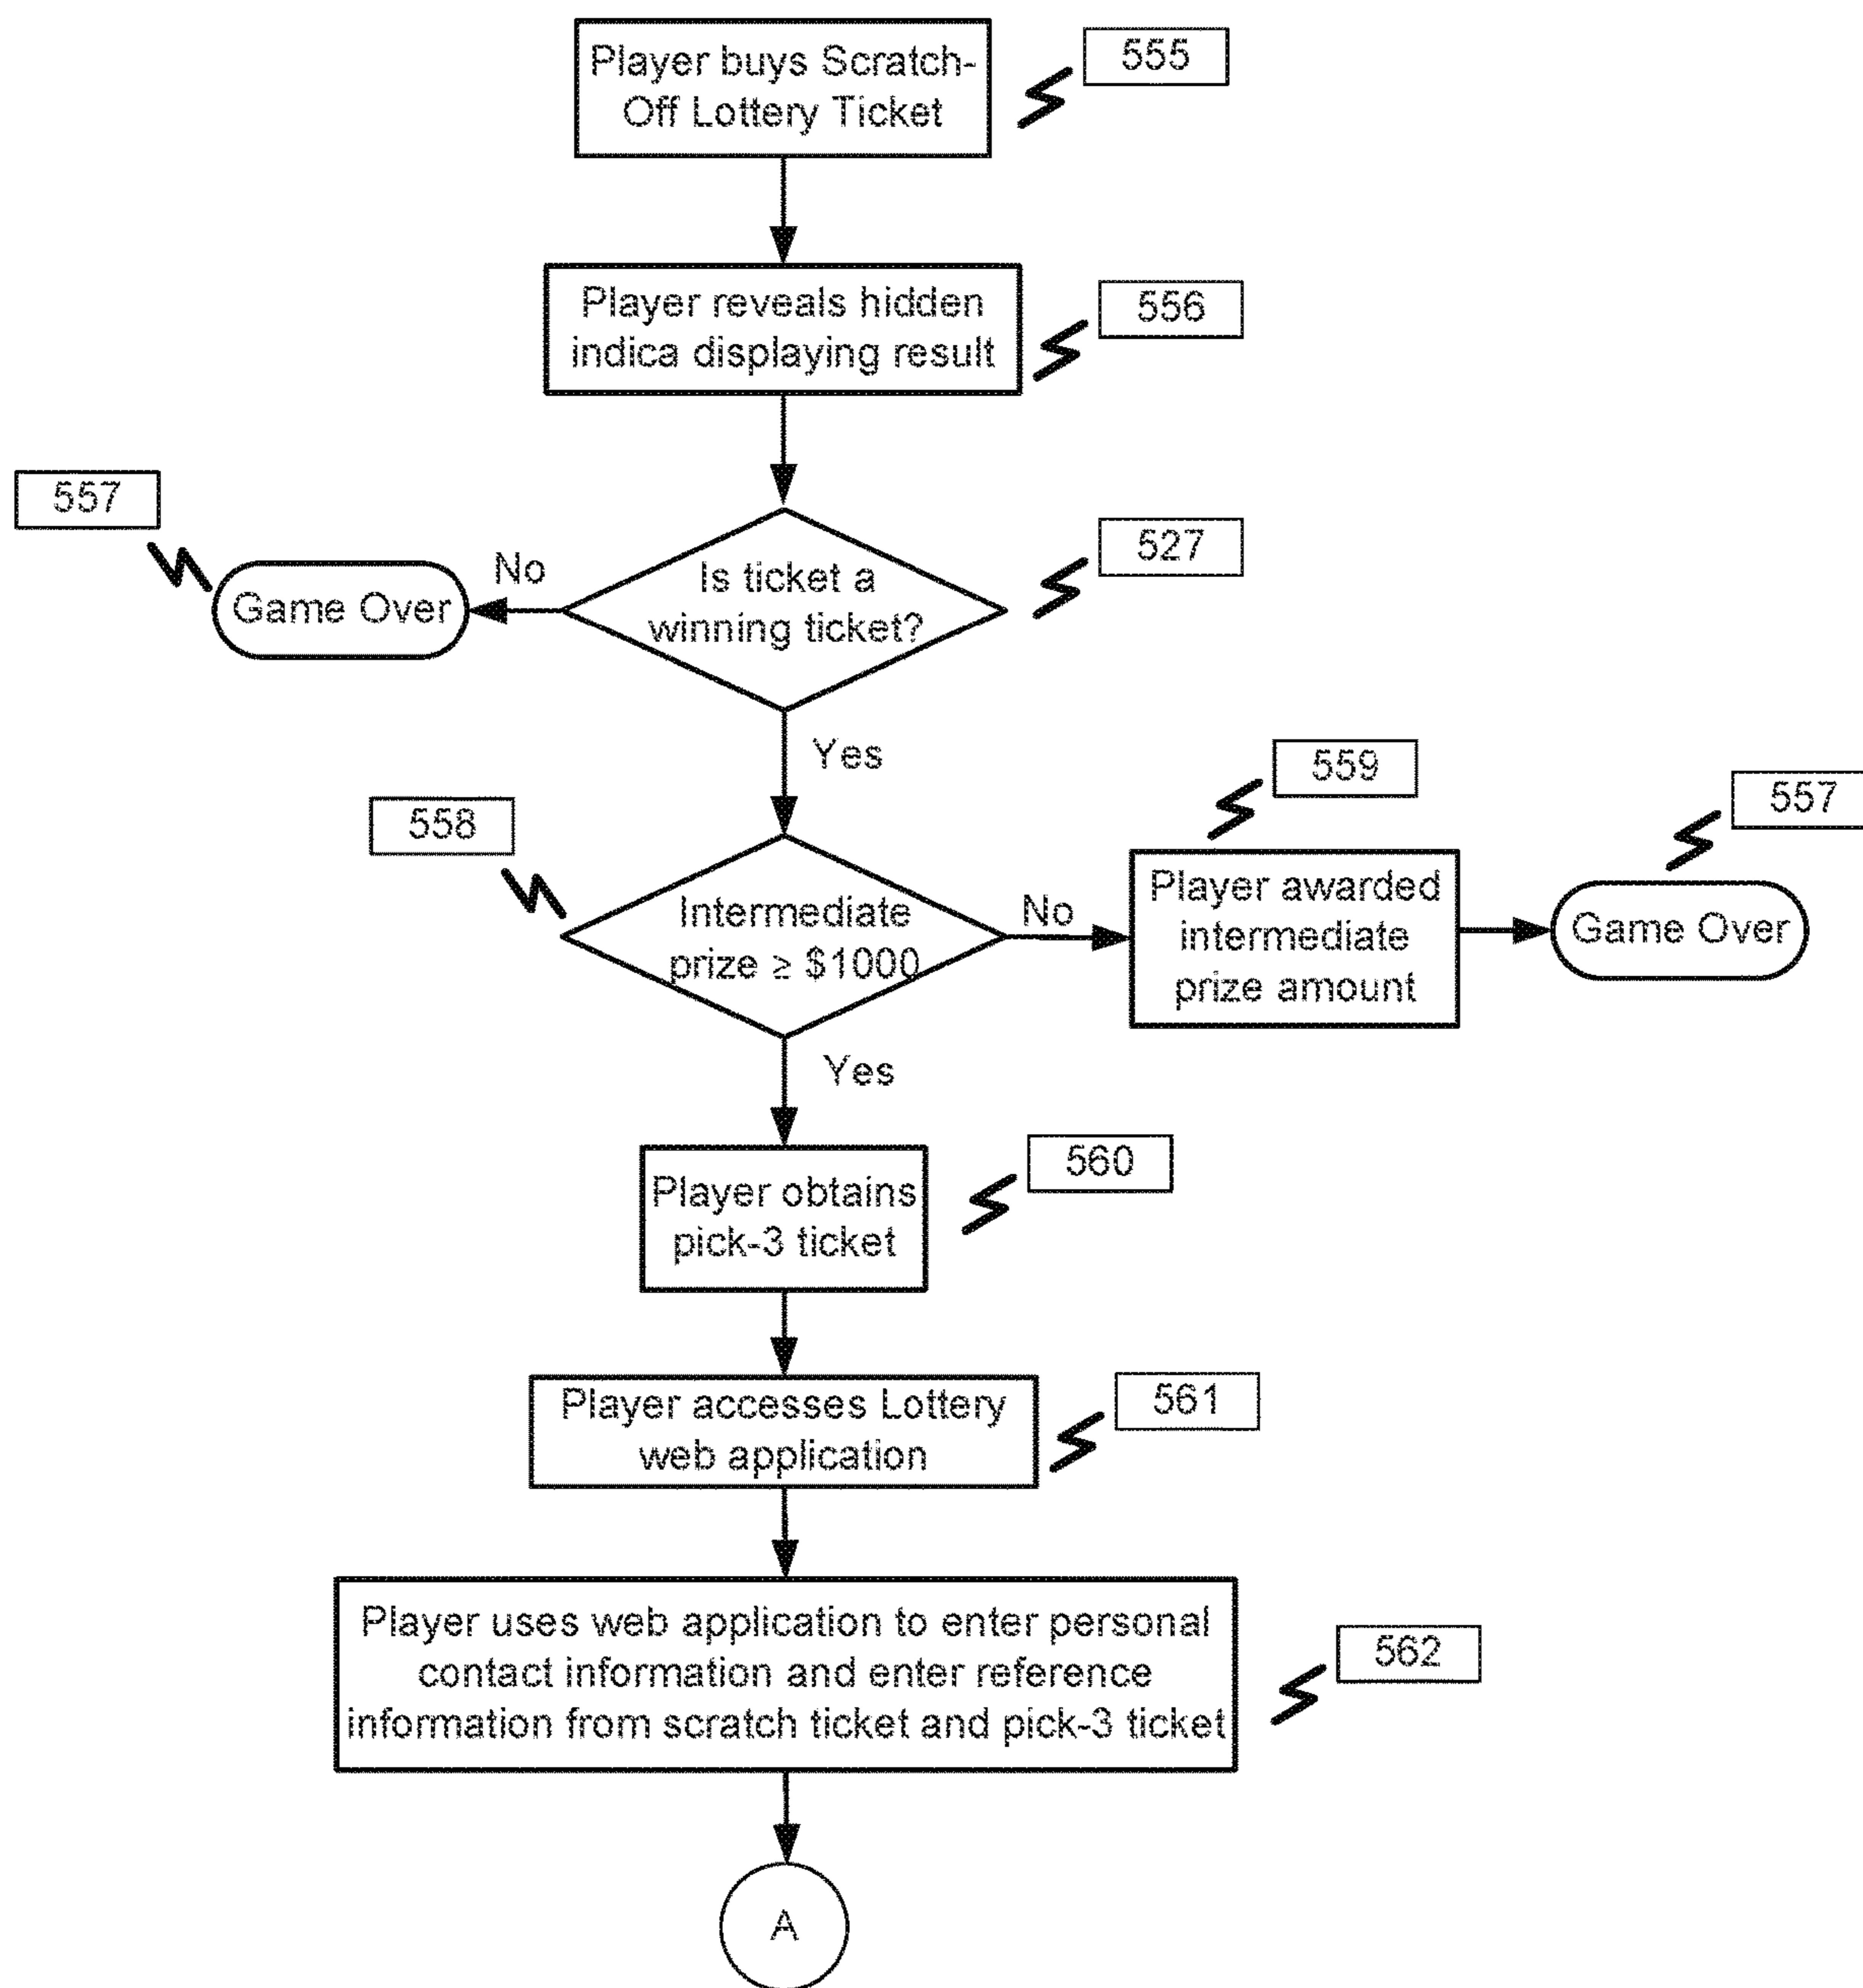 Player buys Scratch-
Off Lottery Ticket
555
Player reveals hidden
indica displaying result
556
557
Game Over
No
Is ticket a
winning ticket?
527
Yes
558
Intermediate
prize ≥ $1000
No
559
Player awarded
intermediate
prize amount
557
Game Over
Yes
Player obtains
pick-3 ticket
560
Player accesses Lottery
web application
561
Player uses web application to enter personal
contact information and enter reference
information from scratch ticket and pick-3 ticket
562
A